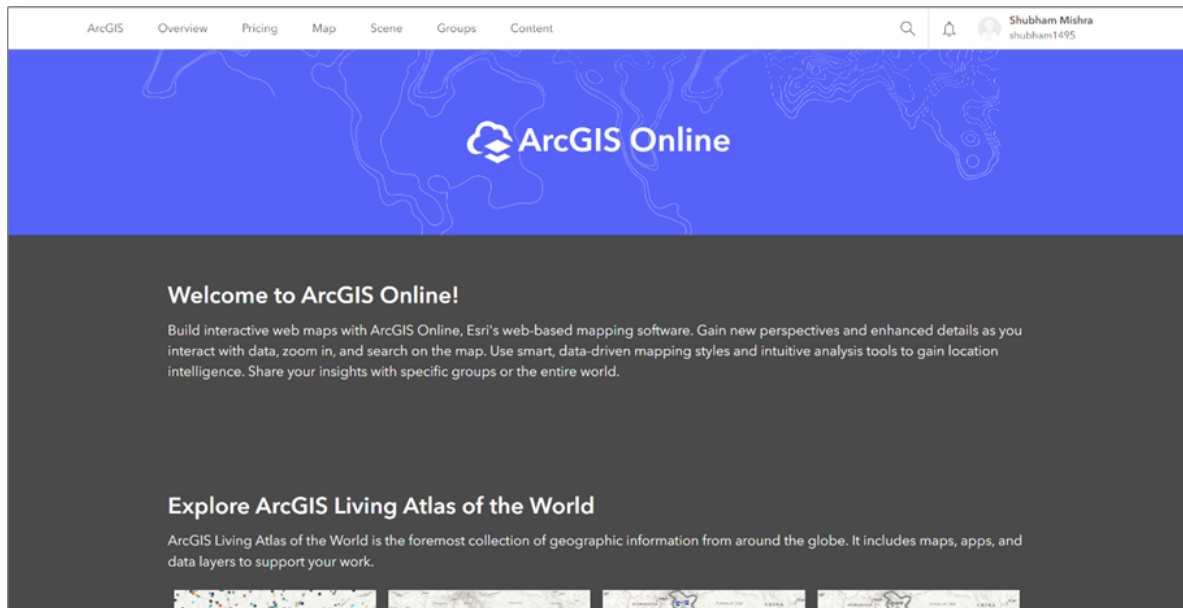 ArcGIS Overview Pricing Map Scene Groups Content Shubham Mishra
shubham1495
ArcGIS Online
Welcome to ArcGIS Online!
Build interactive web maps with ArcGIS Online, Esri's web-based mapping software. Gain new perspectives and enhanced details as you
interact with data, zoom in, and search on the map. Use smart, data-driven mapping styles and intuitive analysis tools to gain location
intelligence. Share your insights with specific groups or the entire world.
Explore ArcGIS Living Atlas of the World
ArcGIS Living Atlas of the World is the foremost collection of geographic information from around the globe. It includes maps, apps, and
data layers to support your work.